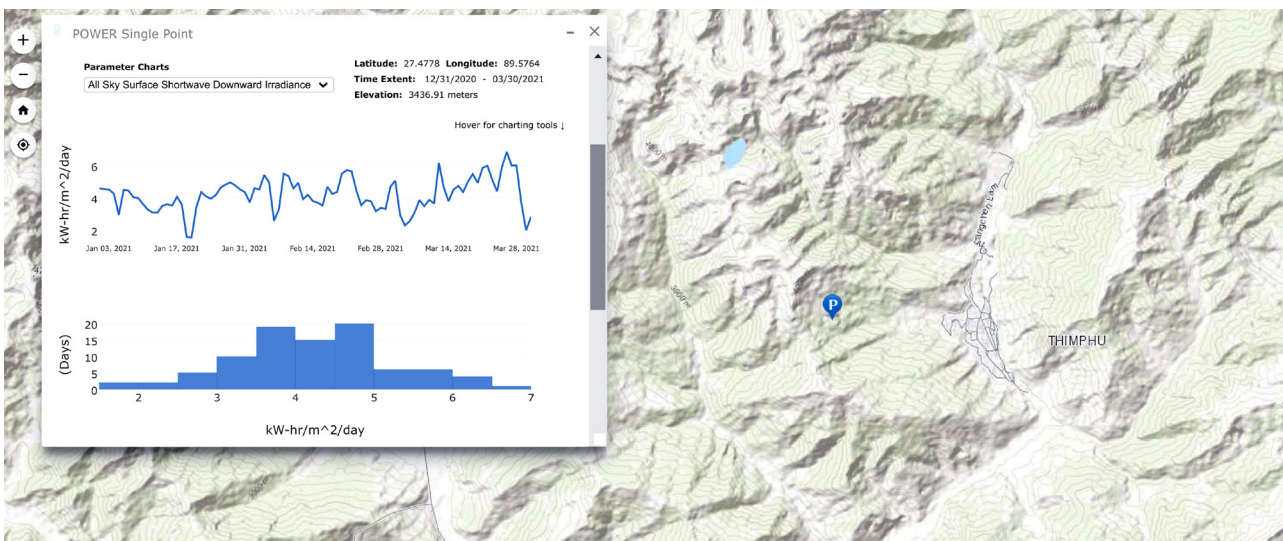 POWER Single Point
Parameter Charts
All Sky Surface Shortwave Downward Irradiance
Latitude: 27.4778 Longitude: 89.5764
Time Extent: 12/31/2020 - 03/30/2021
Elevation: 3436.91 meters
Hover for charting tools ↓
kW-hr/m^2/day
6
4
2
Jan 03, 2021 Jan 17, 2021 Jan 31, 2021 Feb 14, 2021 Feb 28, 2021 Mar 14, 2021 Mar 28, 2021
(Days)
20
15
10
5
0
2 3 4 5 6 7
kW-hr/m^2/day
P
THIMPHU